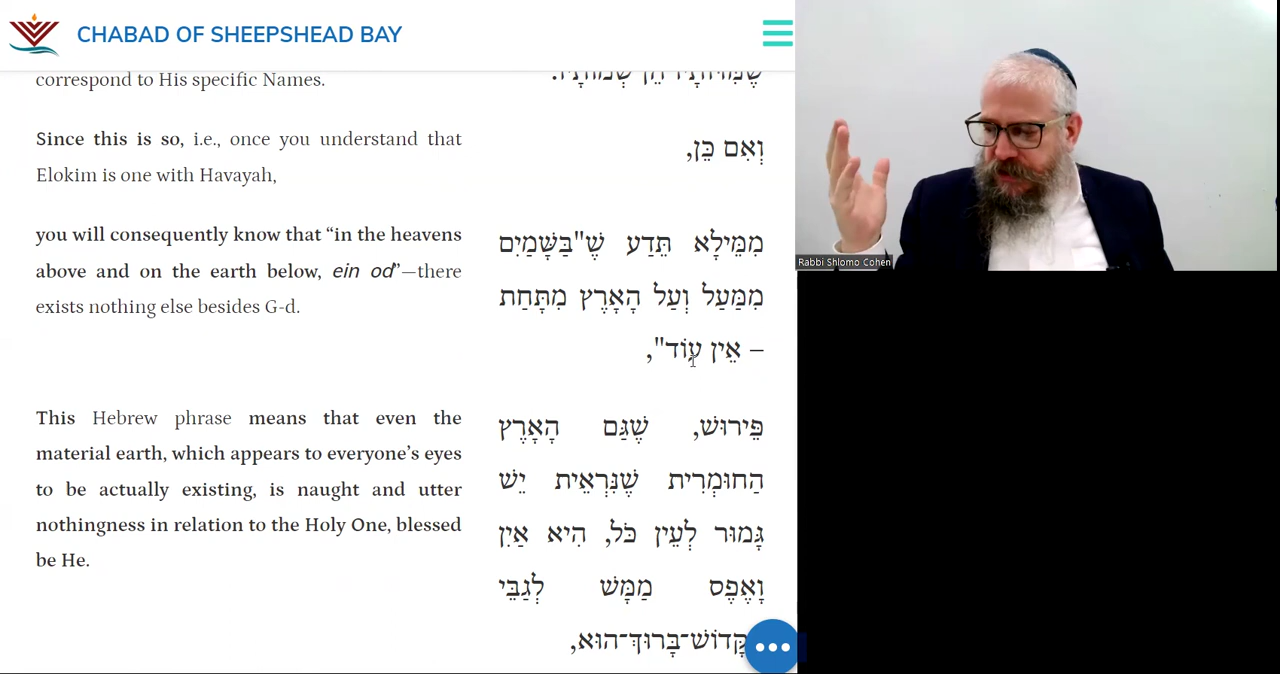 CHABAD OF SHEEPSHEAD BAY
correspond to His specific Names.
Since this is so, i.e., once you understand that
Elokim is one with Havayah,
וְאִם כֵּן,
you will consequently know that “in the heavens
above and on the earth below, ein od”—there
exists nothing else besides G-d.
מִמֵּילָא תֵּדַע שֶׁ"בַּשָּׁמַיִם
מִמַּעַל וְעַל הָאָרֶץ מִתָּחַת
– אֵין עוֹד",
This Hebrew phrase means that even the
material earth, which appears to everyone’s eyes
to be actually existing, is naught and utter
nothingness in relation to the Holy One, blessed
be He.
פֵּירוּשׁ, שֶׁגַּם הָאָרֶץ
הַחוּמְרִית שֶׁנִּרְאֵית יֵשׁ
גָּמוּר לְעֵין כֹּל, הִיא אַיִן
וָאֶפֶס מַמָּשׁ לְגַבֵּי
קָּדוֹשׁ־בָּרוּךְ־הוּא,
Rabbi Shlomo Cohen